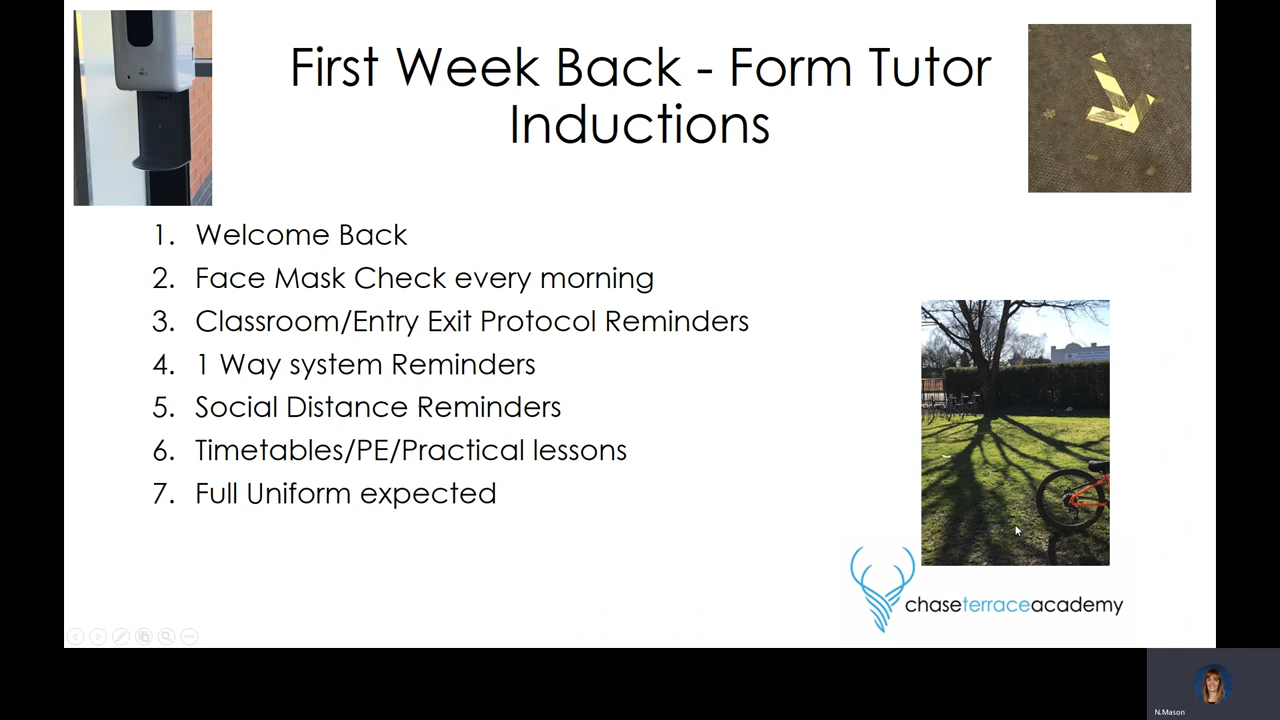 First Week Back - Form Tutor
Inductions
1. Welcome Back
2. Face Mask Check every morning
3. Classroom/Entry Exit Protocol Reminders
4. 1 Way system Reminders
5. Social Distance Reminders
6. Timetables/PE/Practical lessons
7. Full Uniform expected
chaseterraceacademy
N.Mason